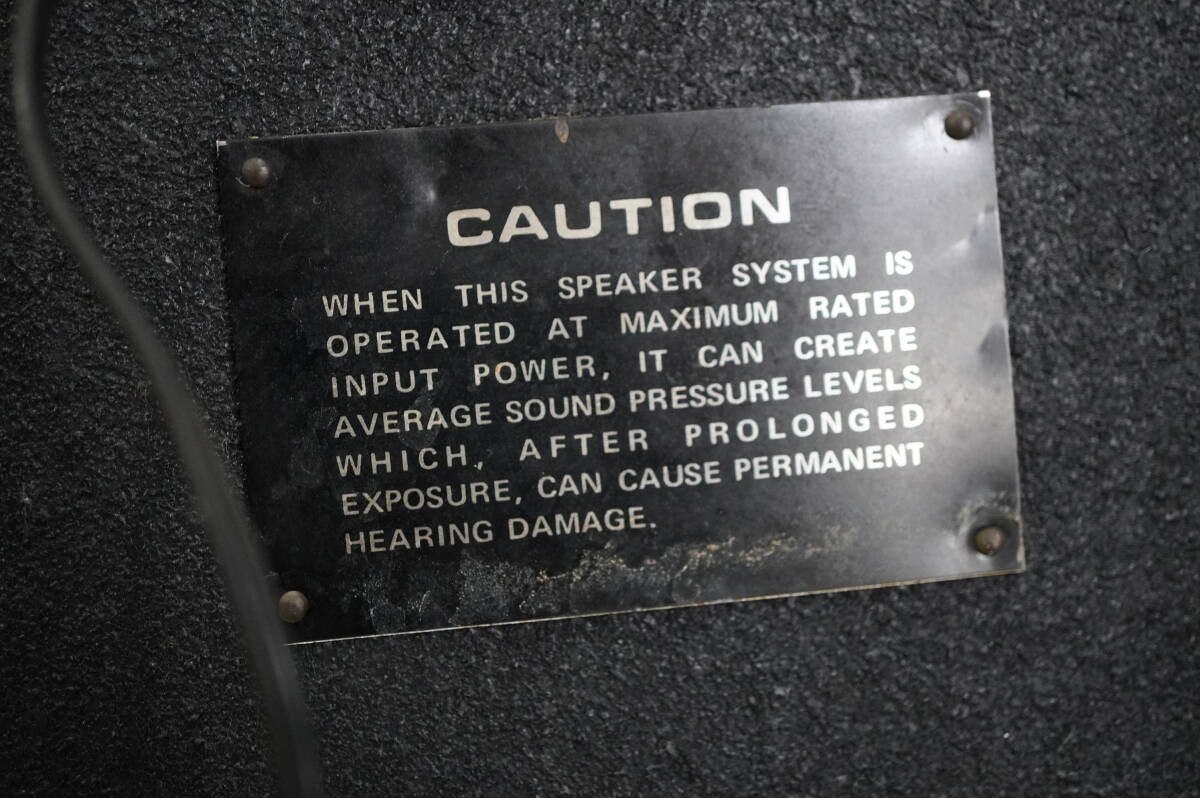 CAUTION
WHEN THIS SPEAKER SYSTEM IS
OPERATED AT MAXIMUM RATED
INPUT POWER, IT CAN CREATE
AVERAGE SOUND PRESSURE LEVELS
WHICH, AFTER PROLONGED
EXPOSURE, CAN CAUSE PERMANENT
HEARING DAMAGE.